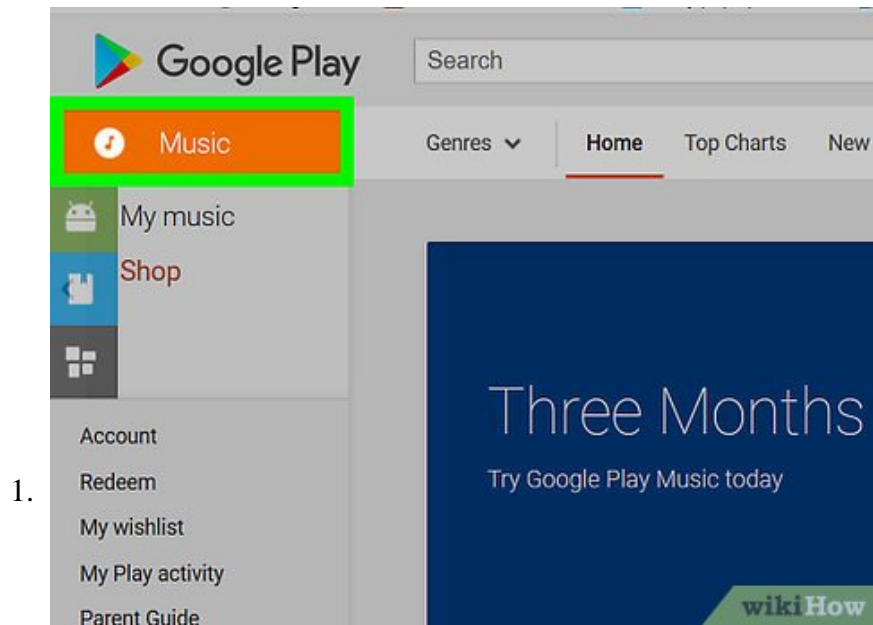 Google Play
Search
Music
Genres
Home
Top Charts
New
My music
Shop
Three Months
Try Google Play Music today
Account
1.
Redeem
My wishlist
My Play activity
Parent Guide
wikiHow